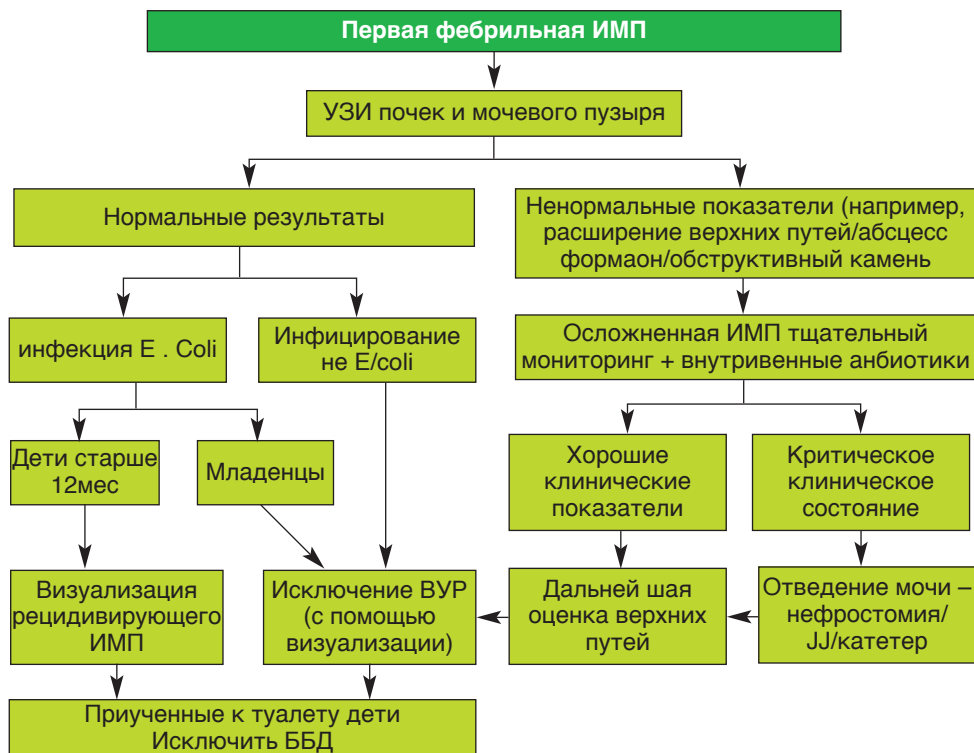 Первая фебрильная ИМП
УЗИ почек и мочевого пузыря
Нормальные результаты
Ненормальные показатели (например,
расширение верхних путей/абсцесс
формаон/обструктивный камень
инфекция E . Coli
Инфицирование
не E/coli
Осложненная ИМП тщательный
мониторинг + внутривенные анбиотики
Дети старше
12мес
Младенцы
Хорошие
клинические
показатели
Критическое
клиническое
состояние
Визуализация
рецидивирующего
ИМП
Исключение ВУР
(с помощью
визуализации)
Дальней шая
оценка верхних
путей
Отведение мочи –
нефростомия/
JJ/катетер
Приученные к туалету дети
Исключить ББД